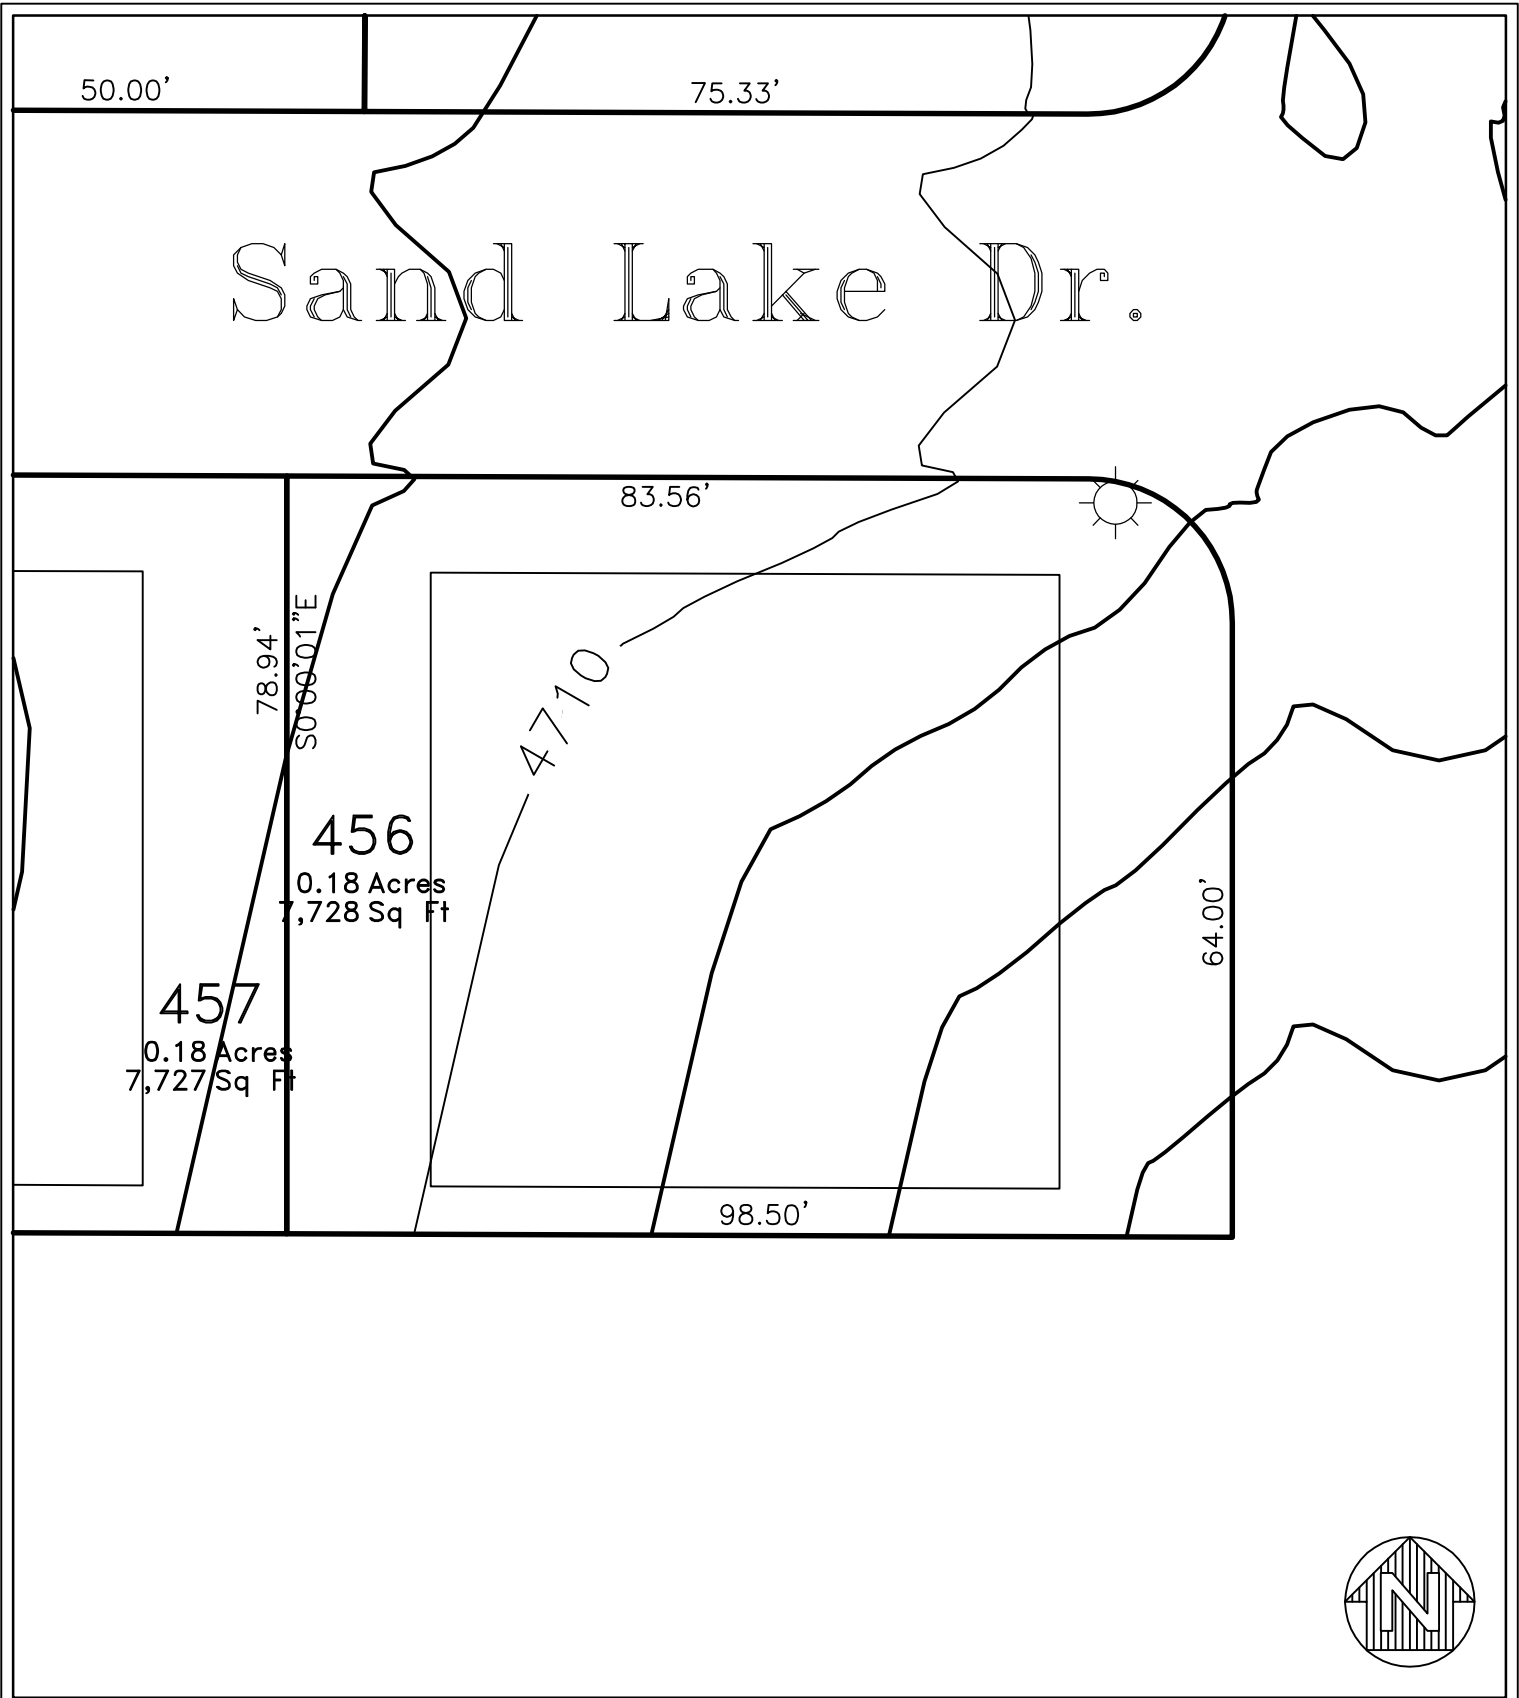 50.00'
75.33'
Sand Lake Dr.
83.56'
78.94'
S0°00'01"E
4710
456
0.18 Acres
7,728 Sq Ft
64.00'
457
0.18 Acres
7,727 Sq Ft
98.50'
N